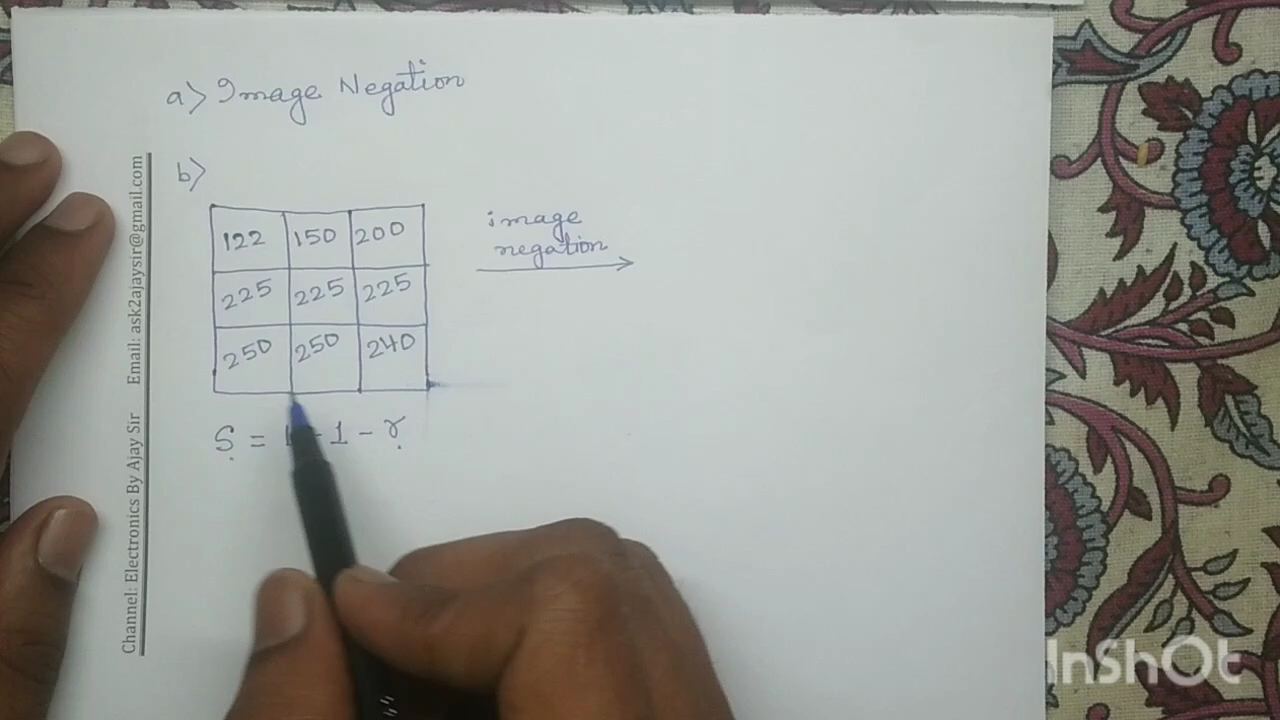 a) Image Negation
b)
122 150 200
225 225 225
250 250 240
image
negation
S = L - 1 - r
Channel: Electronics By Ajay Sir Email: ask2ajaysir@gmail.com
InShOt